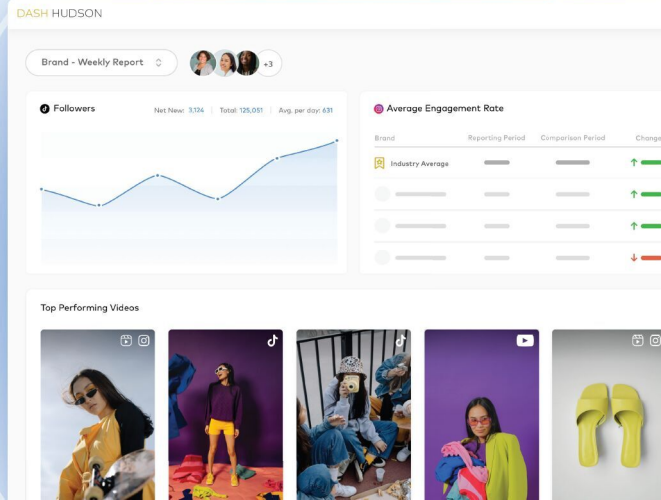 DASH HUDSON
Brand - Weekly Report
+3
Followers
Net New: 3,124 | Total: 125,051 | Avg. per day: 631
Average Engagement Rate
Brand Reporting Period Comparison Period Change
Industry Average
Top Performing Videos